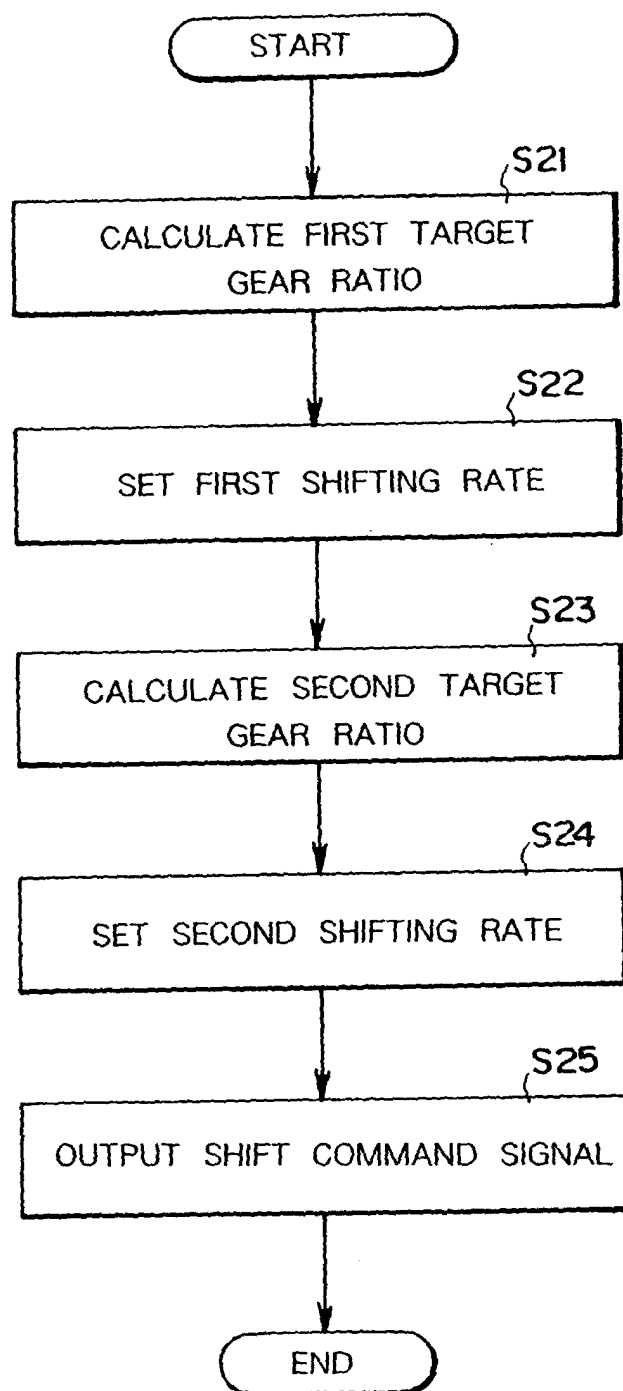 START
S21
CALCULATE FIRST TARGET
GEAR RATIO
S22
SET FIRST SHIFTING RATE
S23
CALCULATE SECOND TARGET
GEAR RATIO
S24
SET SECOND SHIFTING RATE
S25
OUTPUT SHIFT COMMAND SIGNAL
END